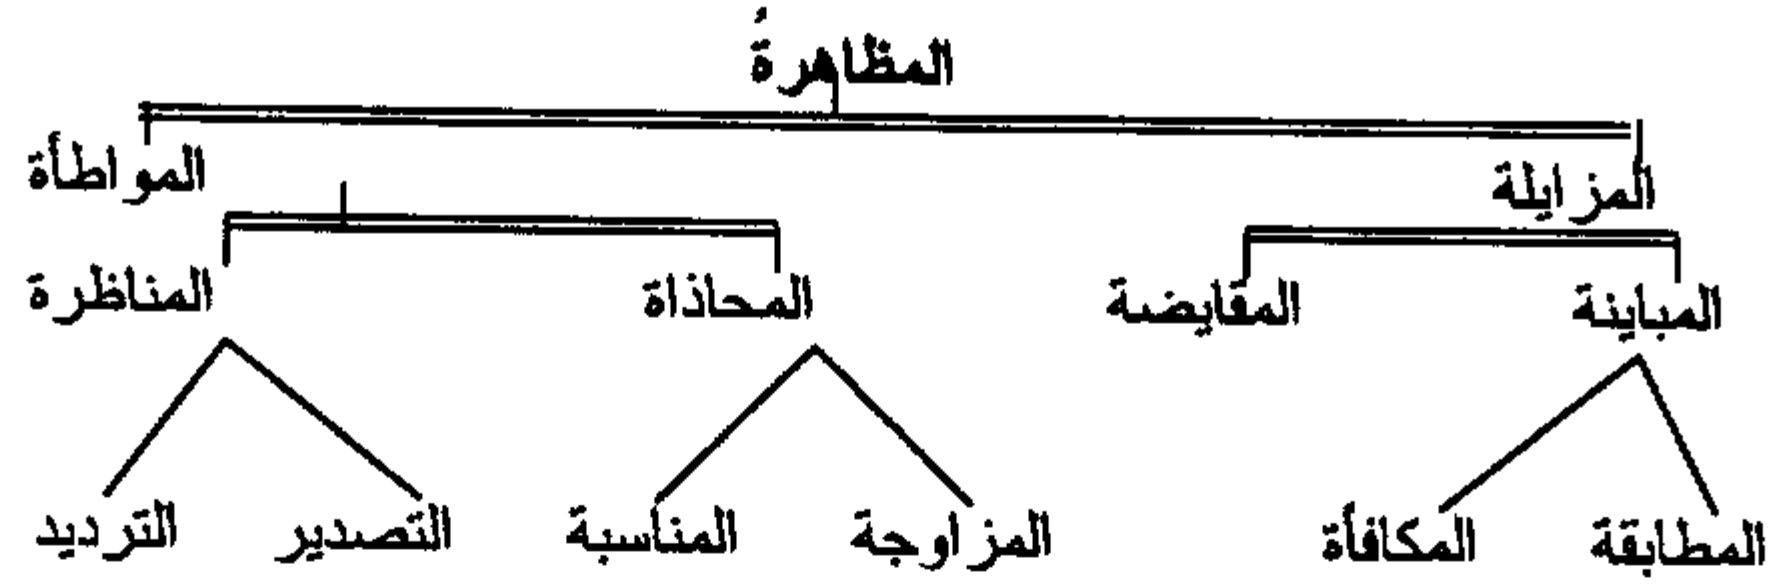 المظاهرةُ
المزايلة المواطأة
المباينة المقايضة المحاذاة المناظرة
المطابقة المكافأة المزاوجة المناسبة التصدير الترديد